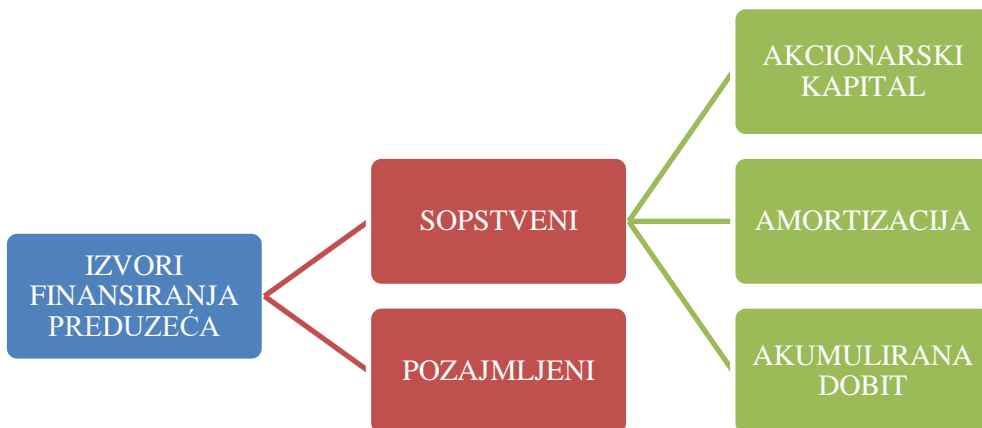 IZVORI
FINANSIRANJA
PREDUZEĆA
SOPSTVENI
POZAJMLJENI
AKCIONARSKI
KAPITAL
AMORTIZACIJA
AKUMULIRANA
DOBIT